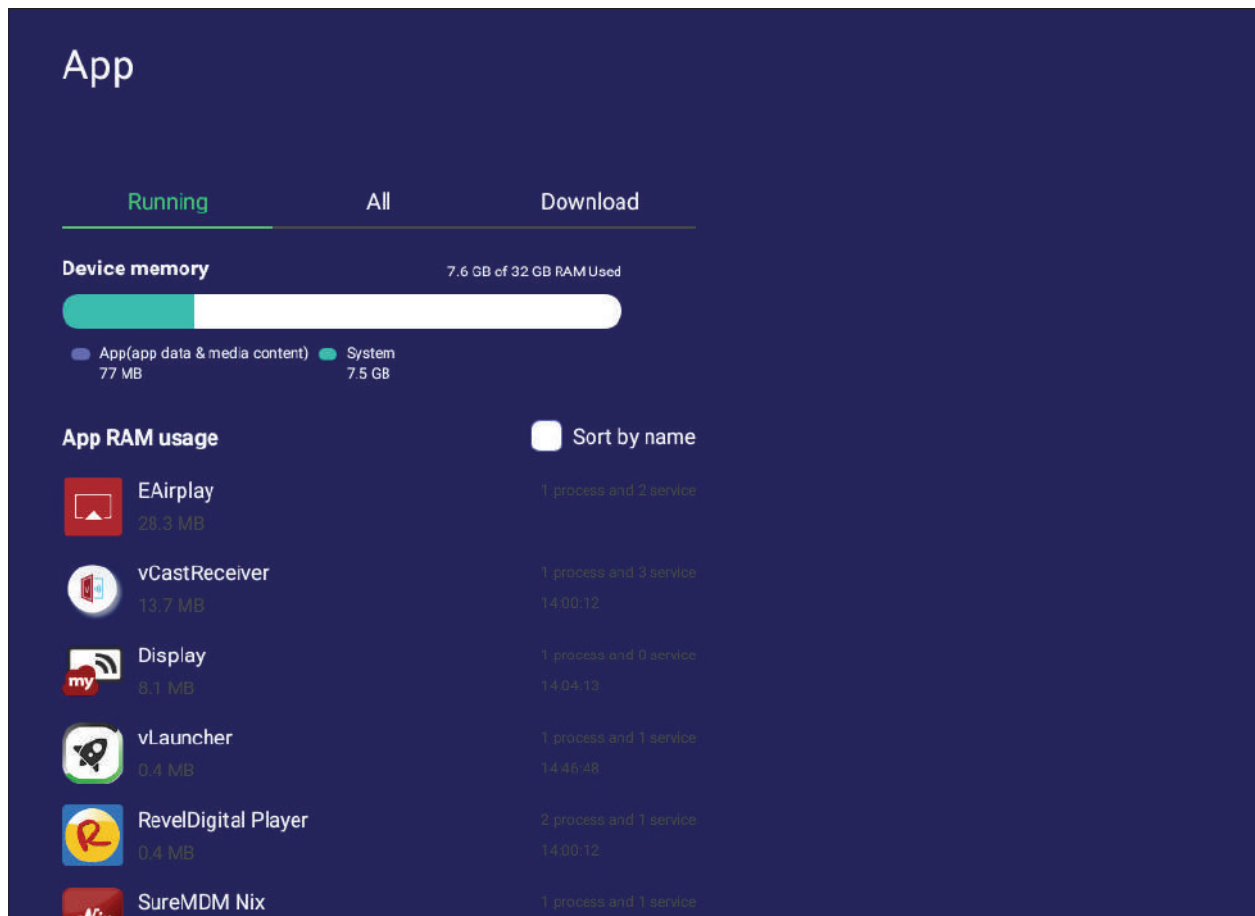 App
Running All Download
Device memory 7.6 GB of 32 GB RAM Used
App(app data & media content) System
77 MB 7.5 GB
App RAM usage Sort by name
EAirplay 1 process and 2 service
28.3 MB
vCastReceiver 1 process and 3 service
13.7 MB 14:00:12
my Display 1 process and 0 service
8.1 MB 14:04:13
vLauncher 1 process and 1 service
0.4 MB 14:46:48
R RevelDigital Player 2 process and 1 service
0.4 MB 14:00:12
Nix SureMDM Nix 1 process and 1 service